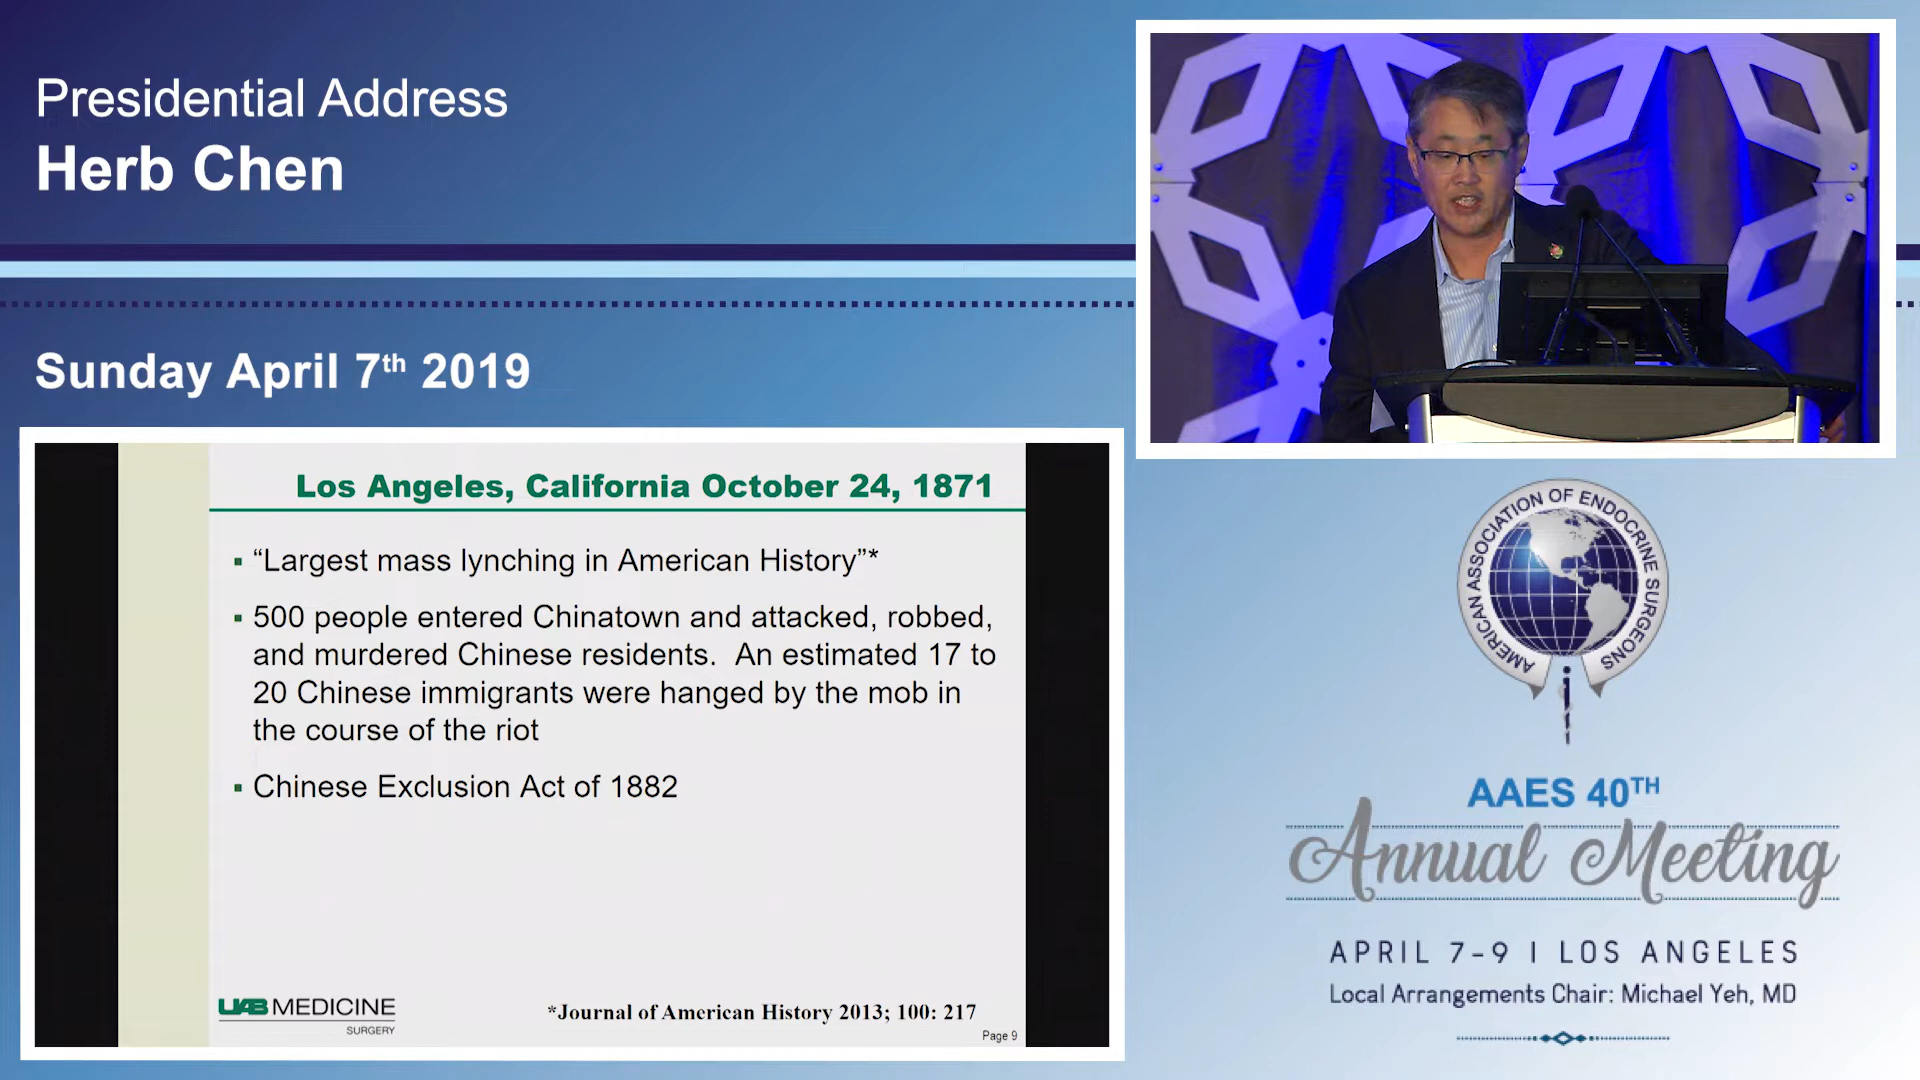 Presidential Address
Herb Chen
Sunday April 7th 2019
Los Angeles, California October 24, 1871
▪ “Largest mass lynching in American History”*
▪ 500 people entered Chinatown and attacked, robbed,
and murdered Chinese residents. An estimated 17 to
20 Chinese immigrants were hanged by the mob in
the course of the riot
▪ Chinese Exclusion Act of 1882
UAB MEDICINE
SURGERY
*Journal of American History 2013; 100: 217
Page 9
AMERICAN ASSOCIATION OF ENDOCRINE SURGEONS
AAES 40TH
Annual Meeting
APRIL 7-9 | LOS ANGELES
Local Arrangements Chair: Michael Yeh, MD